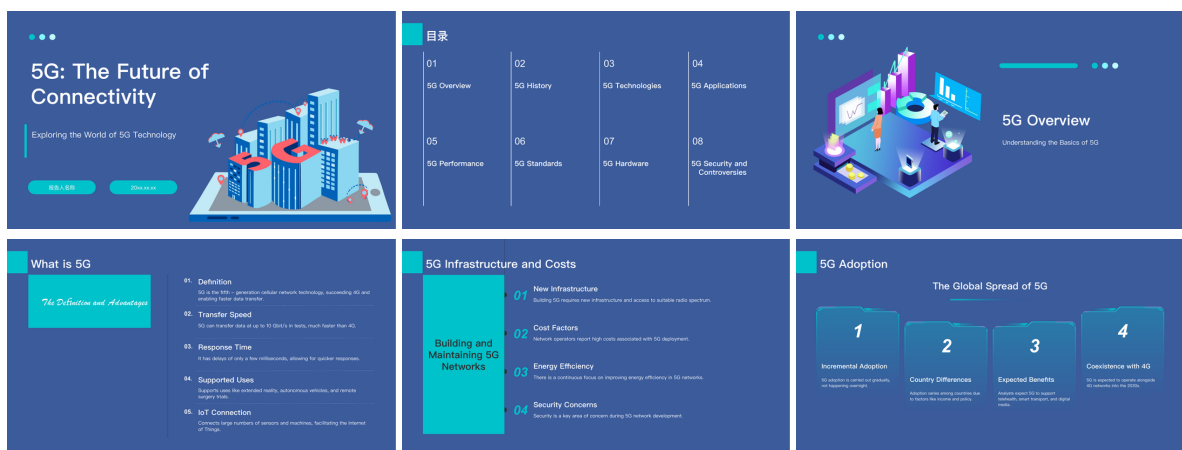 5G: The Future of
Connectivity
Exploring the World of 5G Technology
报告人名称
20xx.xx.xx
5G
WWW
目录
01
5G Overview
02
5G History
03
5G Technologies
04
5G Applications
05
5G Performance
06
5G Standards
07
5G Hardware
08
5G Security and
Controversies
5G Overview
Understanding the Basics of 5G
What is 5G
The Definition and Advantages
01. Definition
5G is the fifth - generation cellular network technology, succeeding 4G and
enabling faster data transfer.
02. Transfer Speed
5G can transfer data at up to 10 Gbit/s in tests, much faster than 4G.
03. Response Time
It has delays of only a few milliseconds, allowing for quicker responses.
04. Supported Uses
Supports uses like extended reality, autonomous vehicles, and remote
surgery trials.
05. IoT Connection
Connects large numbers of sensors and machines, facilitating the Internet
of Things.
5G Infrastructure and Costs
Building and
Maintaining 5G
Networks
01 New Infrastructure
Building 5G requires new infrastructure and access to suitable radio spectrum.
02 Cost Factors
Network operators report high costs associated with 5G deployment.
03 Energy Efficiency
There is a continuous focus on improving energy efficiency in 5G networks.
04 Security Concerns
Security is a key area of concern during 5G network development.
5G Adoption
The Global Spread of 5G
1
Incremental Adoption
5G adoption is carried out gradually,
not happening overnight.
2
Country Differences
Adoption varies among countries due
to factors like income and policy.
3
Expected Benefits
Analysts expect 5G to support
telehealth, smart transport, and digital
media.
4
Coexistence with 4G
5G is expected to operate alongside
4G networks into the 2030s.